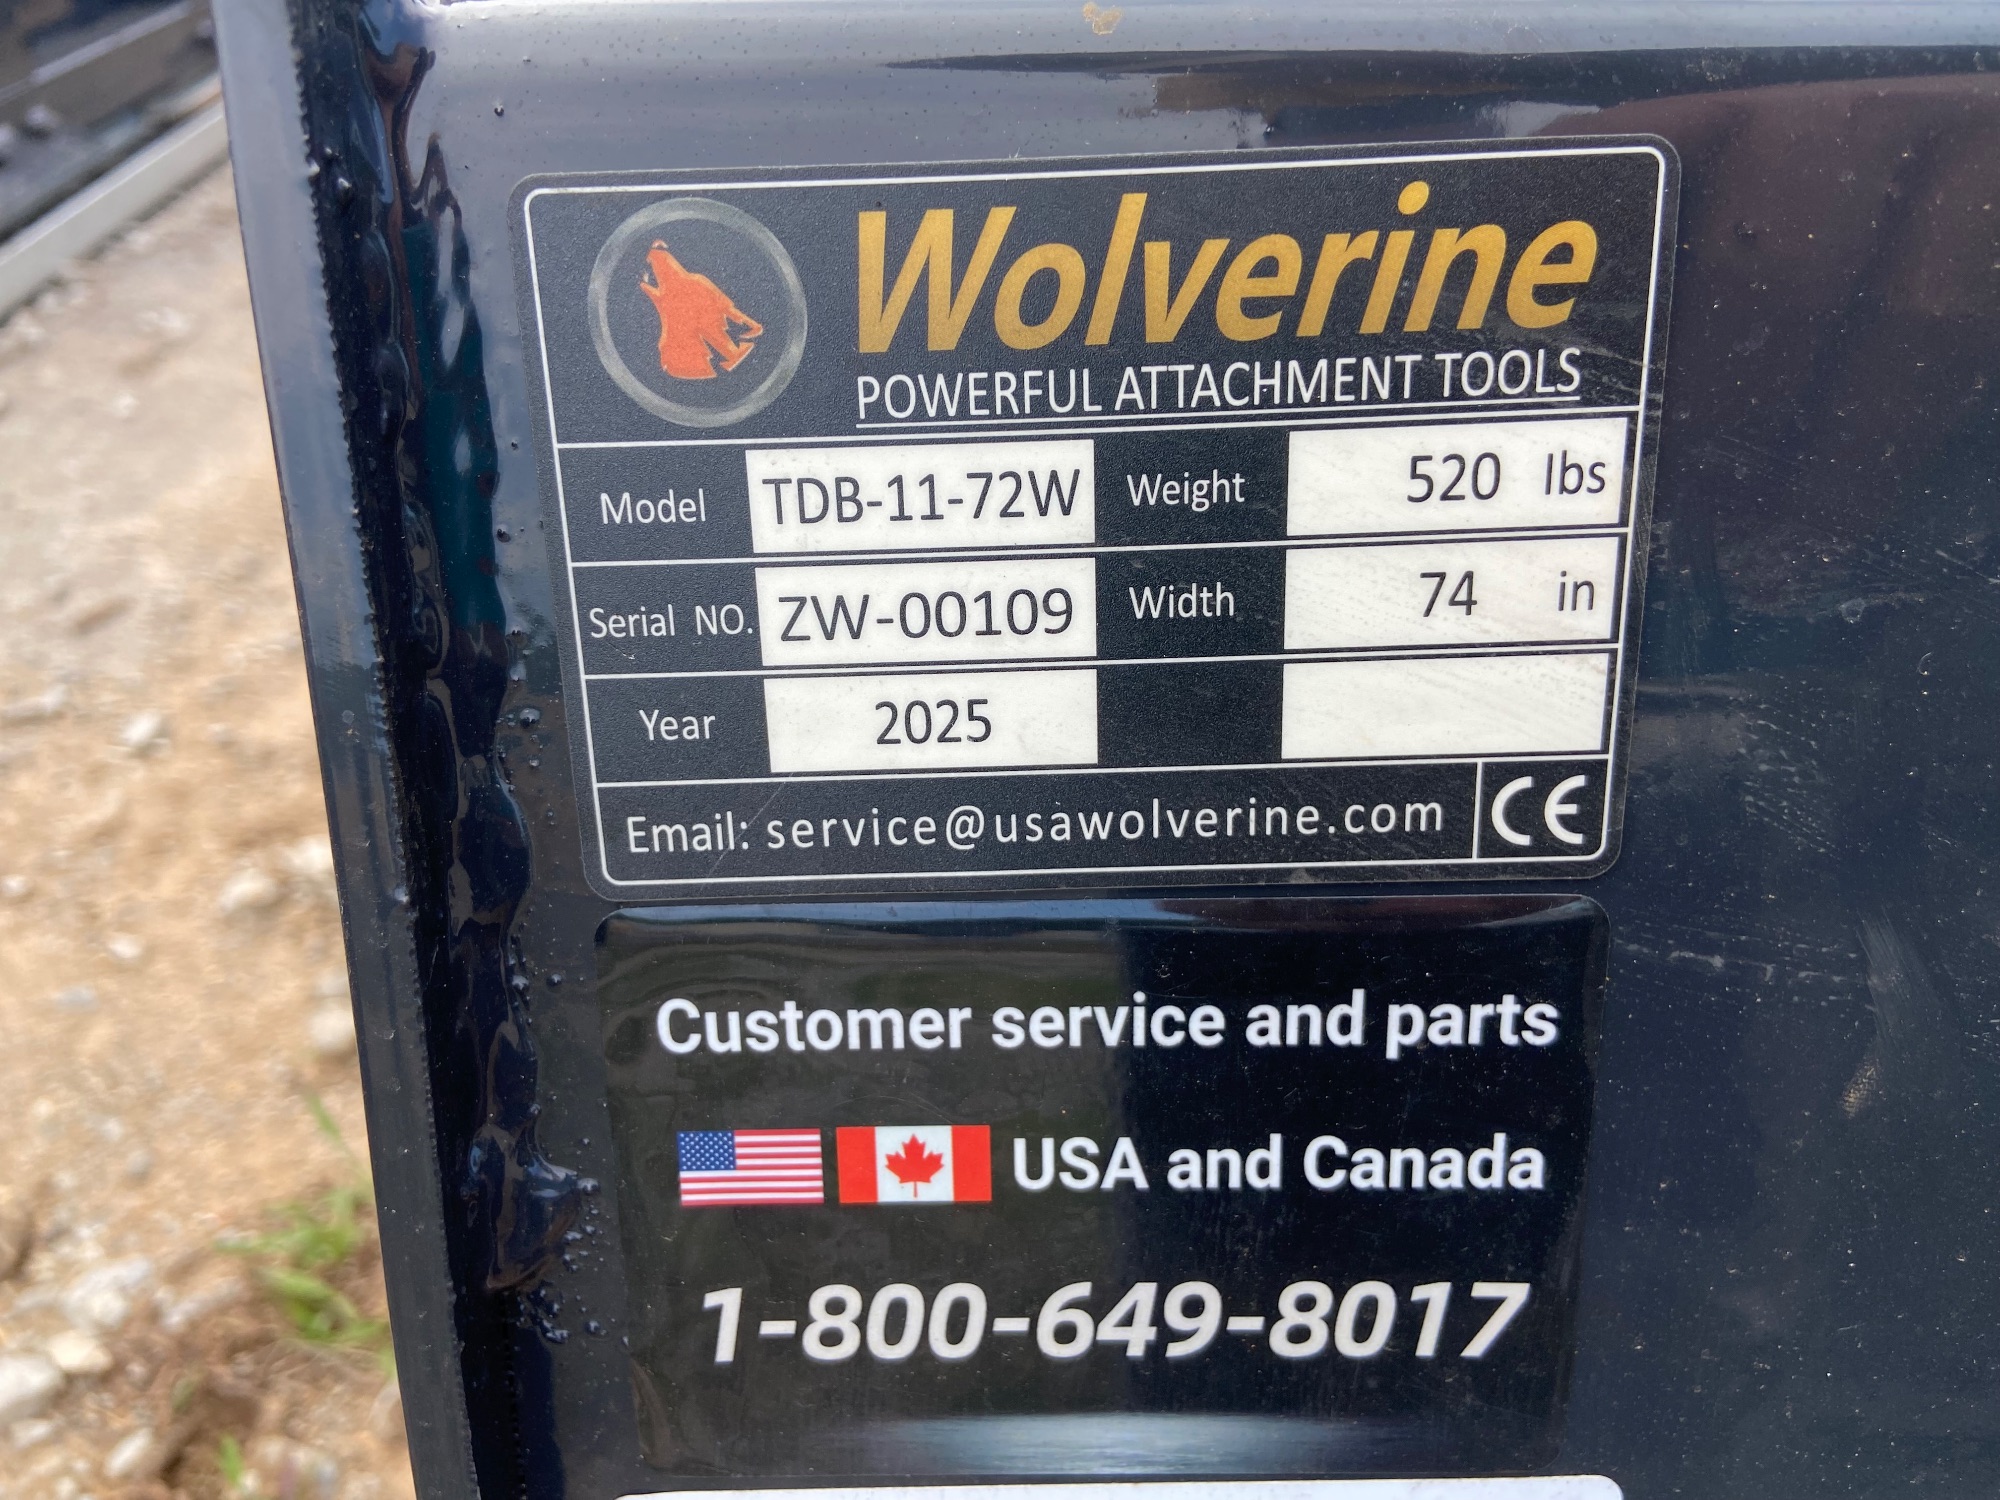 Wolverine
POWERFUL ATTACHMENT TOOLS
Model TDB-11-72W Weight 520 lbs
Serial NO. ZW-00109 Width 74 in
Year 2025
Email: service@usawolverine.com CE
Customer service and parts
USA and Canada
1-800-649-8017